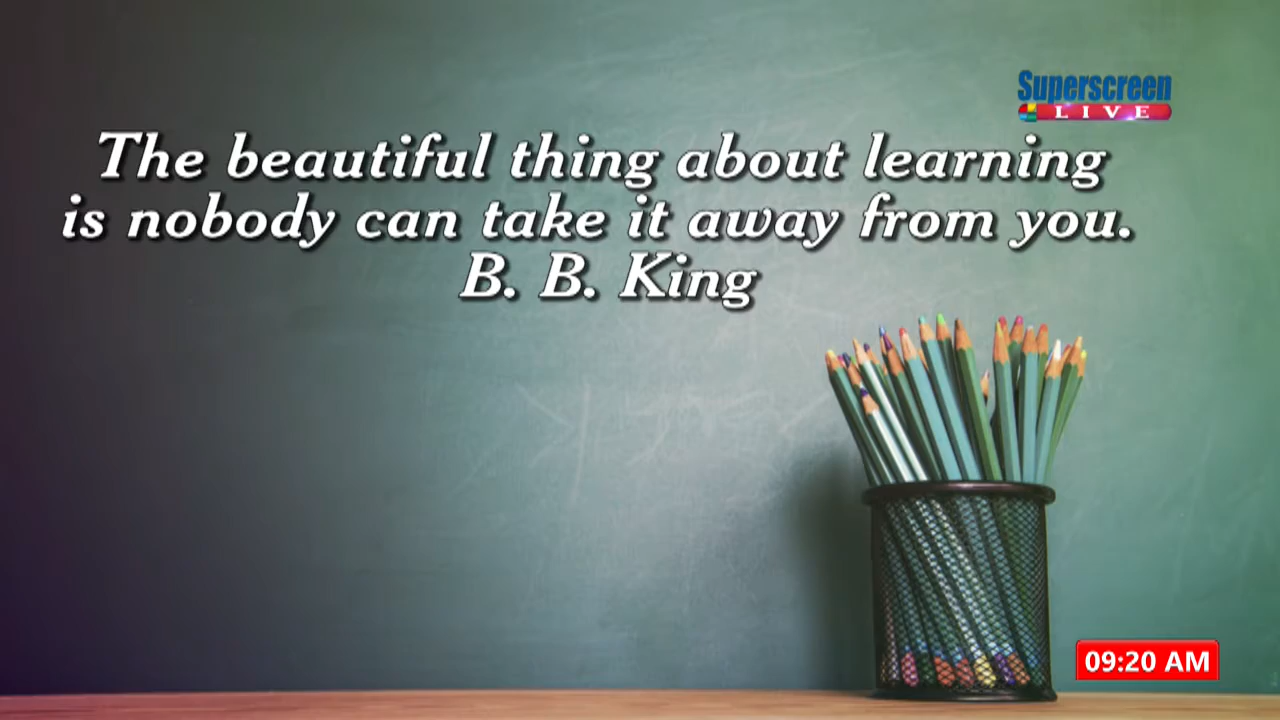 Superscreen
LIVE
The beautiful thing about learning
is nobody can take it away from you.
B. B. King
09:20 AM